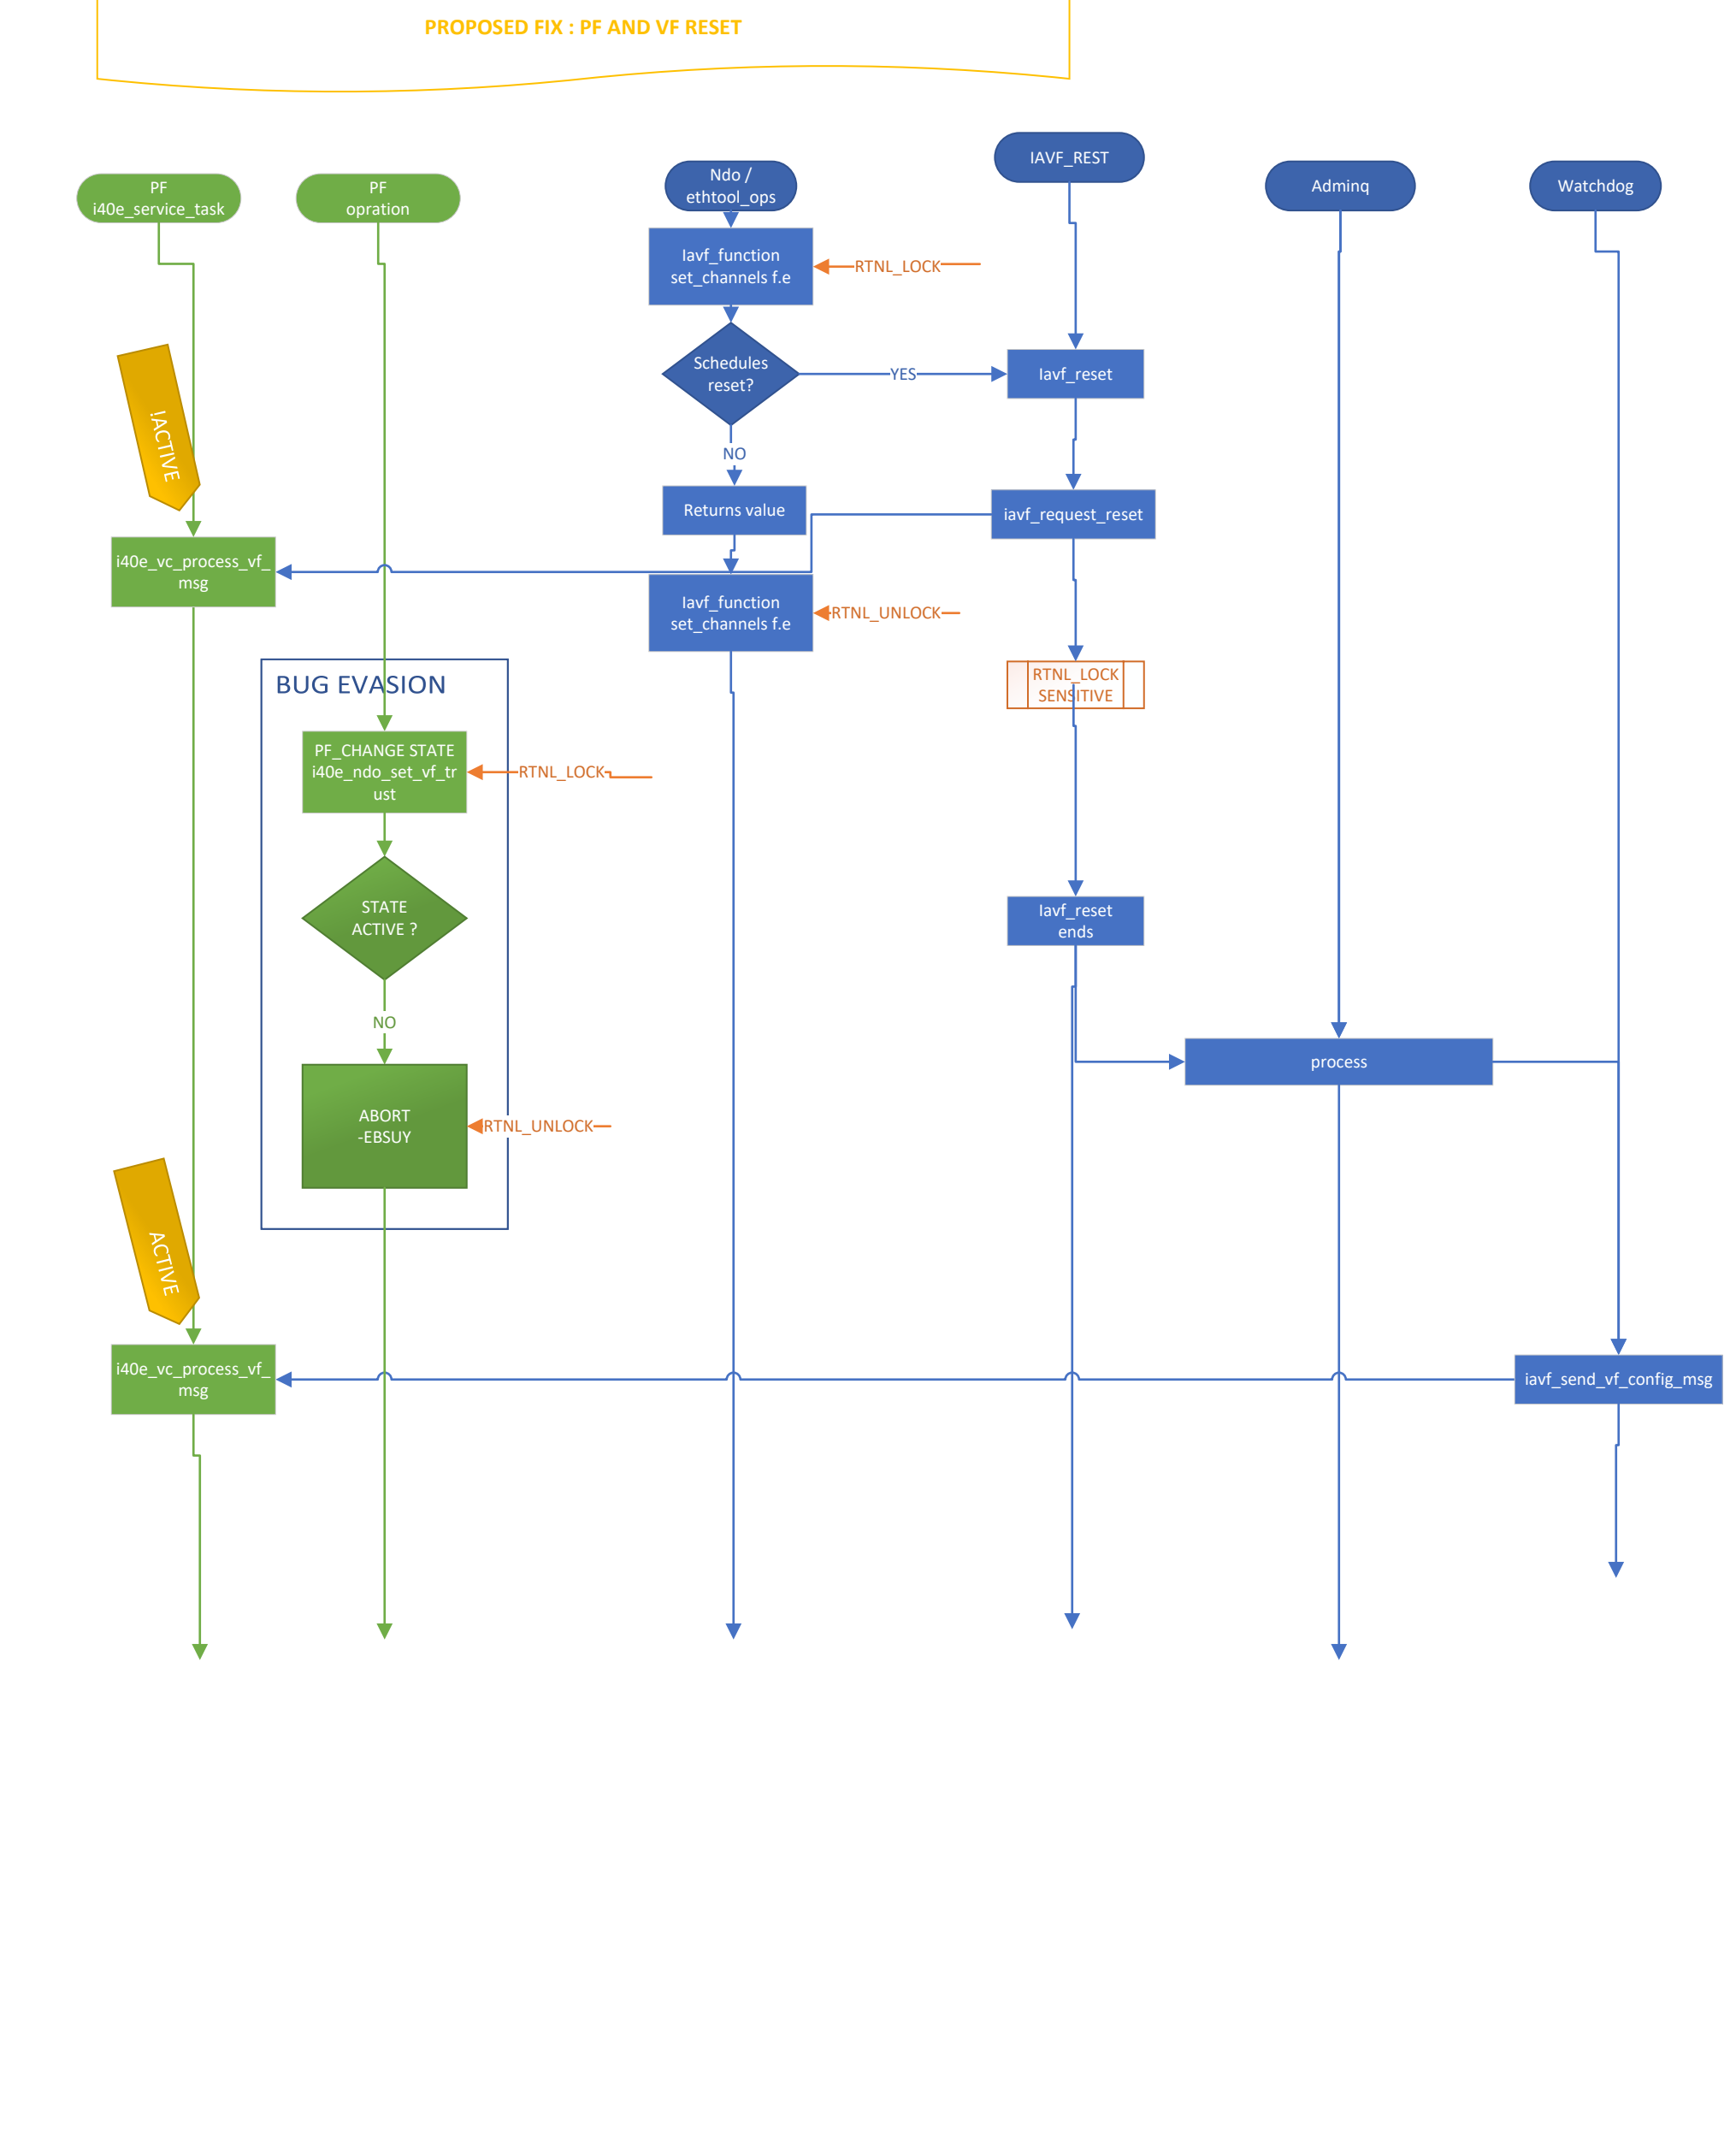 PROPOSED FIX : PF AND VF RESET
PF
i40e_service_task
PF
opration
Ndo /
ethtool_ops
IAVF_REST
Adminq
Watchdog
Iavf_function
set_channels f.e
RTNL_LOCK
Schedules
reset?
YES
Iavf_reset
!ACTIVE
NO
Returns value
iavf_request_reset
i40e_vc_process_vf_
msg
Iavf_function
set_channels f.e
RTNL_UNLOCK
RTNL_LOCK
SENSITIVE
BUG EVASION
PF_CHANGE STATE
i40e_ndo_set_vf_tr
ust
RTNL_LOCK
STATE
ACTIVE ?
Iavf_reset
ends
NO
process
ABORT
-EBSUY
RTNL_UNLOCK
ACTIVE
i40e_vc_process_vf_
msg
iavf_send_vf_config_msg